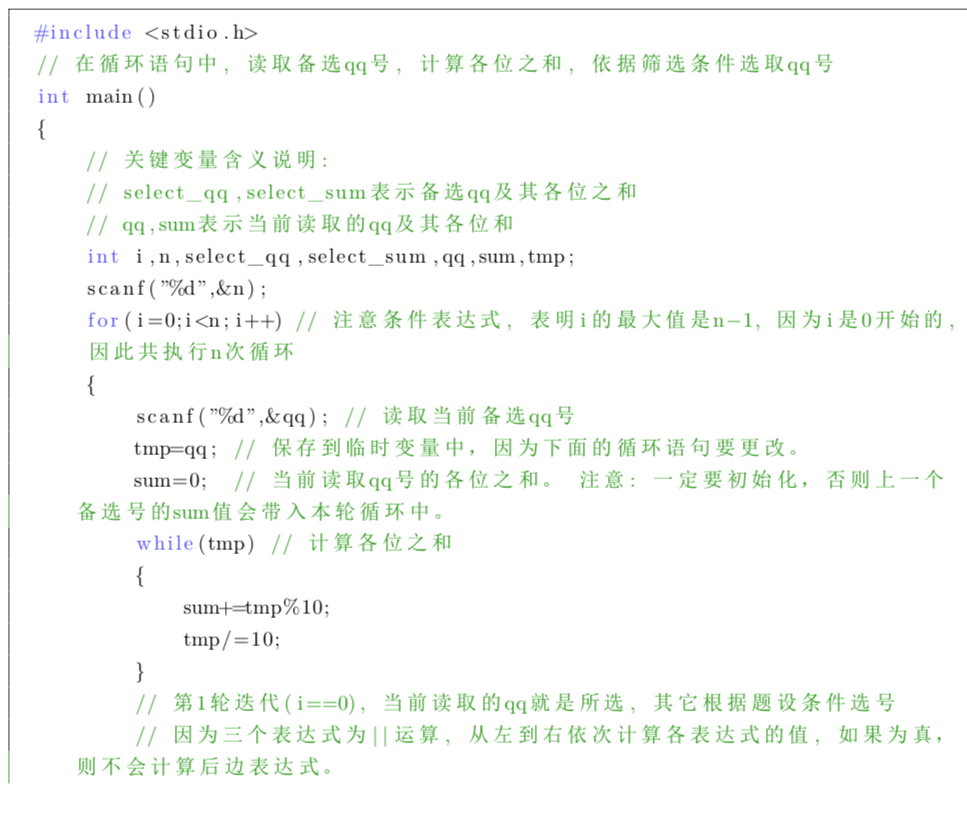 #include <stdio.h>
// 在循环语句中, 读取备选qq号, 计算各位之和, 依据筛选条件选取qq号
int main()
{
// 关键变量含义说明:
// select_qq,select_sum表示备选qq及其各位之和
// qq,sum表示当前读取的qq及其各位和
int i,n,select_qq,select_sum,qq,sum,tmp;
scanf("%d",&n);
for(i=0;i<n;i++) // 注意条件表达式, 表明i的最大值是n−1, 因为i是0开始的,
因此共执行n次循环
{
scanf("%d",&qq); // 读取当前备选qq号
tmp=qq; // 保存到临时变量中，因为下面的循环语句要更改。
sum=0; // 当前读取qq号的各位之和。 注意: 一定要初始化，否则上一个
备选号的sum值会带入本轮循环中。
while(tmp) // 计算各位之和
{
sum+=tmp%10;
tmp/=10;
}
// 第1轮迭代(i==0), 当前读取的qq就是所选, 其它根据题设条件选号
// 因为三个表达式为||运算, 从左到右依次计算各表达式的值, 如果为真,
则不会计算后边表达式。